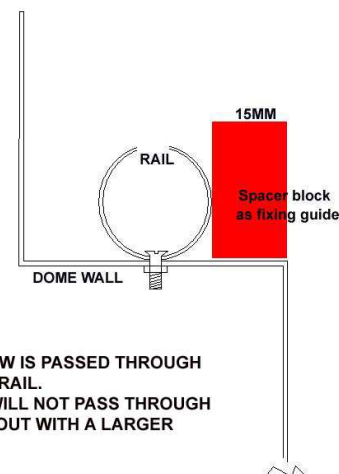 15MM
RAIL
Spacer block
as fixing guide
DOME WALL
W IS PASSED THROUGH
RAIL.
WILL NOT PASS THROUGH
OUT WITH A LARGER